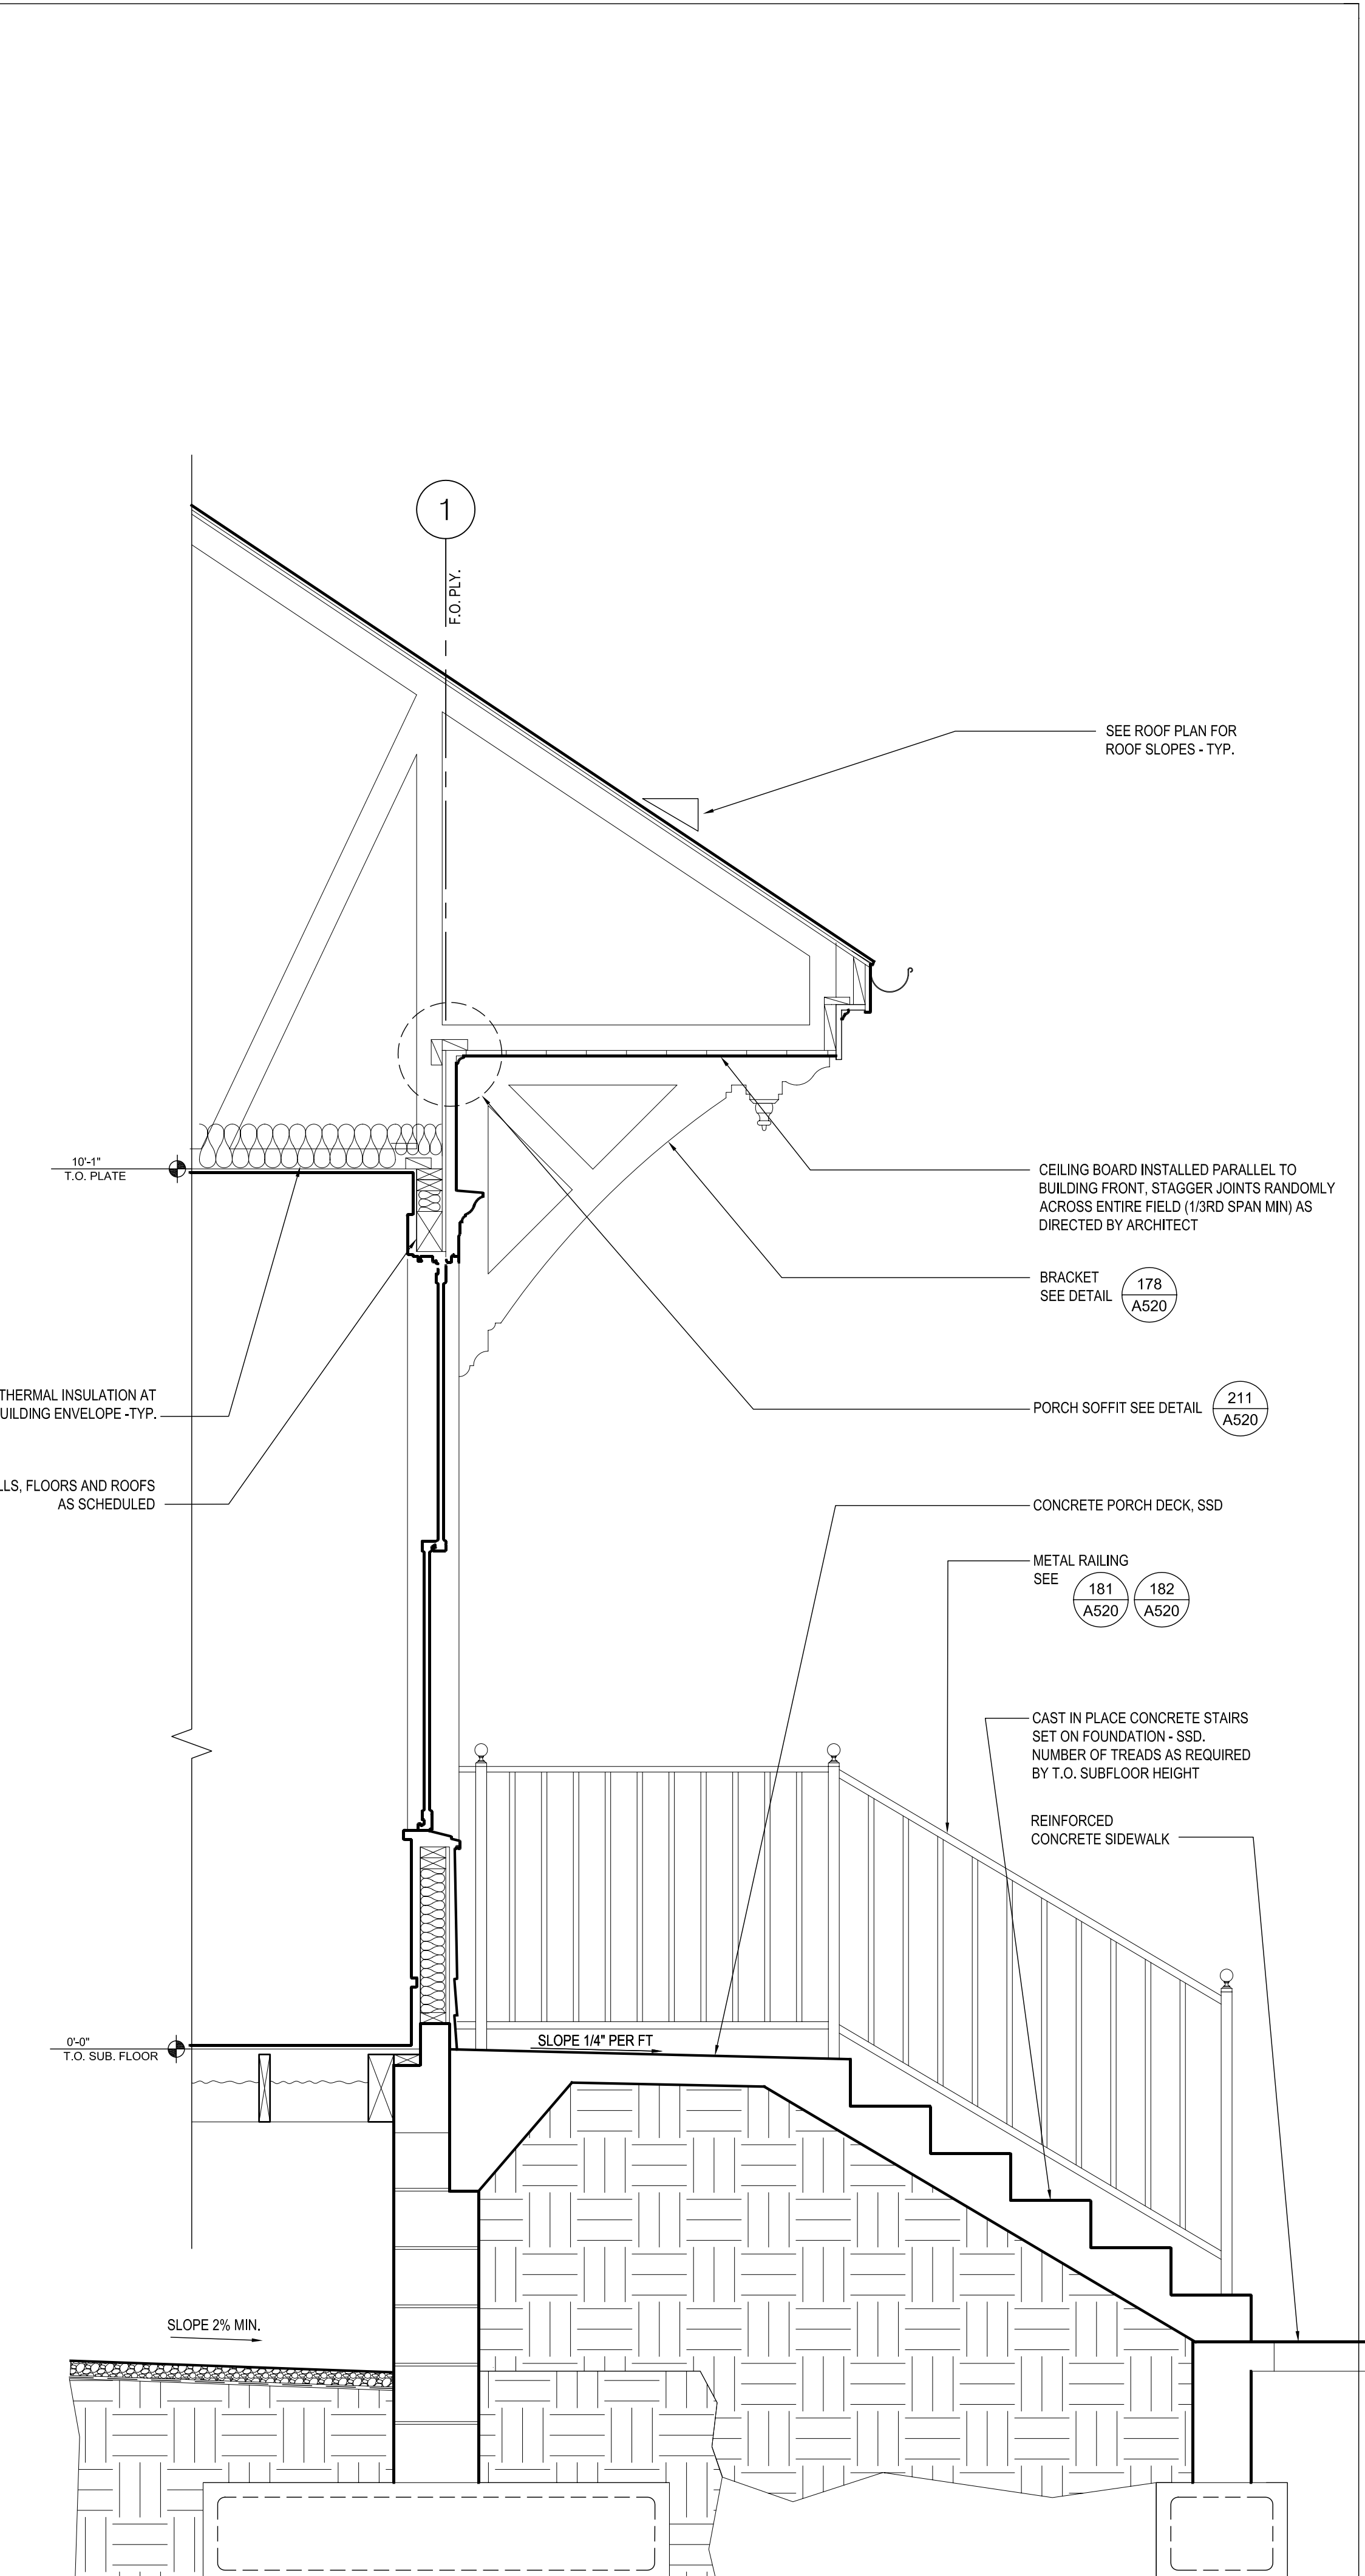 1
F.O. PLY.
SEE ROOF PLAN FOR
ROOF SLOPES - TYP.
10'-1"
T.O. PLATE
CEILING BOARD INSTALLED PARALLEL TO
BUILDING FRONT, STAGGER JOINTS RANDOMLY
ACROSS ENTIRE FIELD (1/3RD SPAN MIN) AS
DIRECTED BY ARCHITECT
BRACKET
SEE DETAIL
178
A520
THERMAL INSULATION AT
ENVELOPE -TYP.
PORCH SOFFIT SEE DETAIL
211
A520
FLOORS AND ROOFS
AS SCHEDULED
CONCRETE PORCH DECK, SSD
METAL RAILING
SEE
181
A520
182
A520
CAST IN PLACE CONCRETE STAIRS
SET ON FOUNDATION - SSD.
NUMBER OF TREADS AS REQUIRED
BY T.O. SUBFLOOR HEIGHT
REINFORCED
CONCRETE SIDEWALK
0'-0"
T.O. SUB. FLOOR
SLOPE 1/4" PER FT
SLOPE 2% MIN.